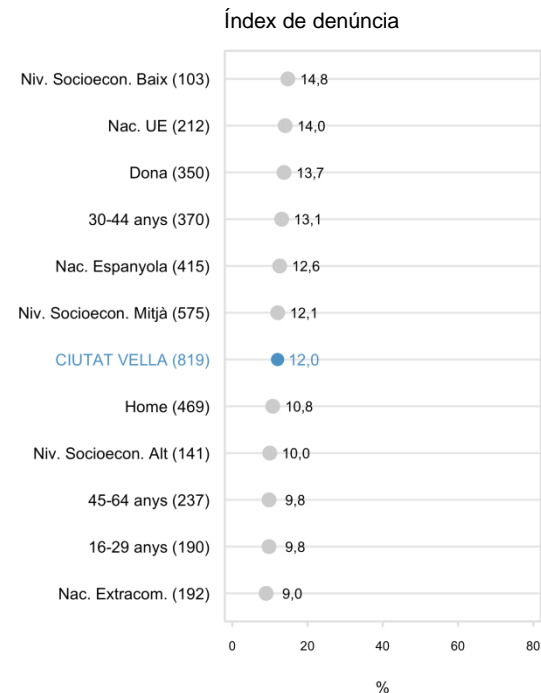 Índex de denúncia
Niv. Socioecon. Baix (103) 14,8
Nac. UE (212) 14,0
Dona (350) 13,7
30-44 anys (370) 13,1
Nac. Espanyola (415) 12,6
Niv. Socioecon. Mitjà (575) 12,1
CIUTAT VELLA (819) 12,0
Home (469) 10,8
Niv. Socioecon. Alt (141) 10,0
45-64 anys (237) 9,8
16-29 anys (190) 9,8
Nac. Extracom. (192) 9,0
0 20 40 60 80
%